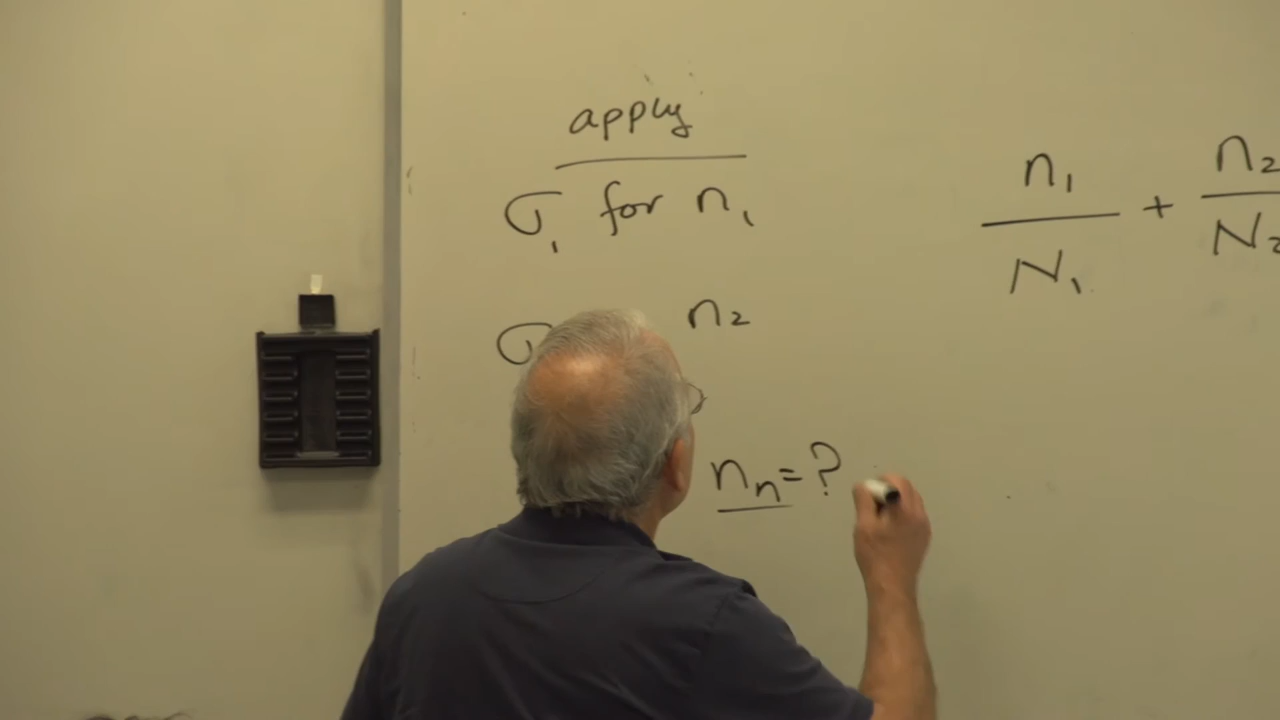 apply
σ₁ for n₁
σ n₂
nₙ = ?
n₁/N₁ + n₂/N₂